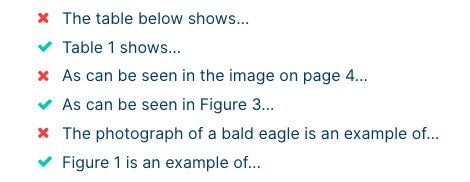 The table below shows…
Table 1 shows…
As can be seen in the image on page 4…
As can be seen in Figure 3…
The photograph of a bald eagle is an example of…
Figure 1 is an example of…